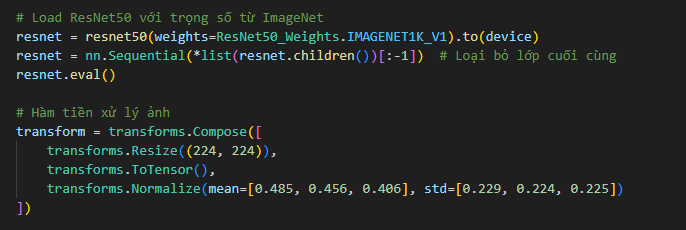 # Load ResNet50 với trọng số từ ImageNet
resnet = resnet50(weights=ResNet50_Weights.IMAGENET1K_V1).to(device)
resnet = nn.Sequential(*list(resnet.children())[:-1])  # Loại bỏ lớp cuối cùng
resnet.eval()

# Hàm tiền xử lý ảnh
transform = transforms.Compose([
    transforms.Resize((224, 224)),
    transforms.ToTensor(),
    transforms.Normalize(mean=[0.485, 0.456, 0.406], std=[0.229, 0.224, 0.225])
])